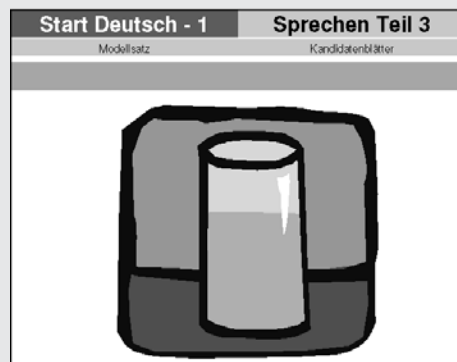 Start Deutsch - 1 Sprechen Teil 3
Modellsatz Kandidatenblätter